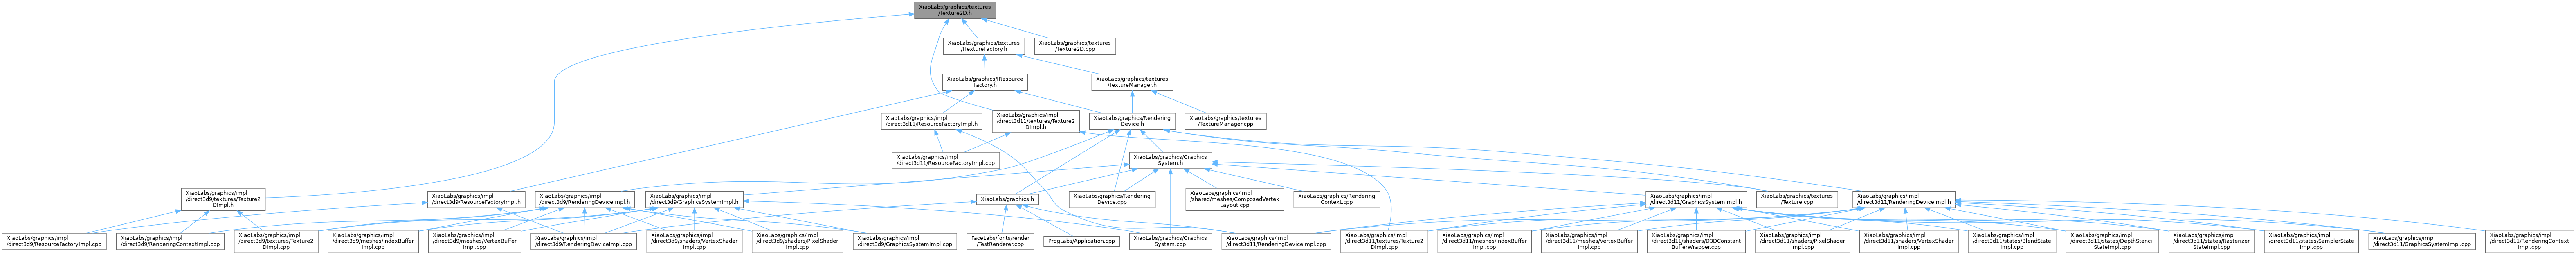 XiaoLabs/graphics/textures
/Texture2D.h
XiaoLabs/graphics/textures
/ITextureFactory.h
XiaoLabs/graphics/textures
/Texture2D.cpp
XiaoLabs/graphics/IResource
Factory.h
XiaoLabs/graphics/textures
/TextureManager.h
XiaoLabs/graphics/impl
/direct3d11/ResourceFactoryImpl.h
XiaoLabs/graphics/impl
/direct3d11/textures/Texture2
DImpl.h
XiaoLabs/graphics/Rendering
Device.h
XiaoLabs/graphics/textures
/TextureManager.cpp
XiaoLabs/graphics/impl
/direct3d11/ResourceFactoryImpl.cpp
XiaoLabs/graphics/Graphics
System.h
XiaoLabs/graphics/impl
/direct3d9/textures/Texture2
DImpl.h
XiaoLabs/graphics/impl
/direct3d9/ResourceFactoryImpl.h
XiaoLabs/graphics/impl
/direct3d9/RenderingDeviceImpl.h
XiaoLabs/graphics/impl
/direct3d9/GraphicsSystemImpl.h
XiaoLabs/graphics.h
XiaoLabs/graphics/Rendering
Device.cpp
XiaoLabs/graphics/impl
/shared/meshes/ComposedVertex
Layout.cpp
XiaoLabs/graphics/Rendering
Context.cpp
XiaoLabs/graphics/impl
/direct3d11/GraphicsSystemImpl.h
XiaoLabs/graphics/textures
/Texture.cpp
XiaoLabs/graphics/impl
/direct3d11/RenderingDeviceImpl.h
XiaoLabs/graphics/impl
/direct3d9/ResourceFactoryImpl.cpp
XiaoLabs/graphics/impl
/direct3d9/RenderingContextImpl.cpp
XiaoLabs/graphics/impl
/direct3d9/textures/Texture2
DImpl.cpp
XiaoLabs/graphics/impl
/direct3d9/meshes/IndexBuffer
Impl.cpp
XiaoLabs/graphics/impl
/direct3d9/meshes/VertexBuffer
Impl.cpp
XiaoLabs/graphics/impl
/direct3d9/RenderingDeviceImpl.cpp
XiaoLabs/graphics/impl
/direct3d9/shaders/VertexShader
Impl.cpp
XiaoLabs/graphics/impl
/direct3d9/shaders/PixelShader
Impl.cpp
XiaoLabs/graphics/impl
/direct3d9/GraphicsSystemImpl.cpp
FaceLabs/fonts/render
/TestRenderer.cpp
ProgLabs/Application.cpp
XiaoLabs/graphics/Graphics
System.cpp
XiaoLabs/graphics/impl
/direct3d11/RenderingDeviceImpl.cpp
XiaoLabs/graphics/impl
/direct3d11/textures/Texture2
DImpl.cpp
XiaoLabs/graphics/impl
/direct3d11/meshes/IndexBuffer
Impl.cpp
XiaoLabs/graphics/impl
/direct3d11/meshes/VertexBuffer
Impl.cpp
XiaoLabs/graphics/impl
/direct3d11/shaders/D3DConstant
BufferWrapper.cpp
XiaoLabs/graphics/impl
/direct3d11/shaders/PixelShader
Impl.cpp
XiaoLabs/graphics/impl
/direct3d11/shaders/VertexShader
Impl.cpp
XiaoLabs/graphics/impl
/direct3d11/states/BlendState
Impl.cpp
XiaoLabs/graphics/impl
/direct3d11/states/DepthStencil
StateImpl.cpp
XiaoLabs/graphics/impl
/direct3d11/states/Rasterizer
StateImpl.cpp
XiaoLabs/graphics/impl
/direct3d11/states/SamplerState
Impl.cpp
XiaoLabs/graphics/impl
/direct3d11/GraphicsSystemImpl.cpp
XiaoLabs/graphics/impl
/direct3d11/RenderingContext
Impl.cpp